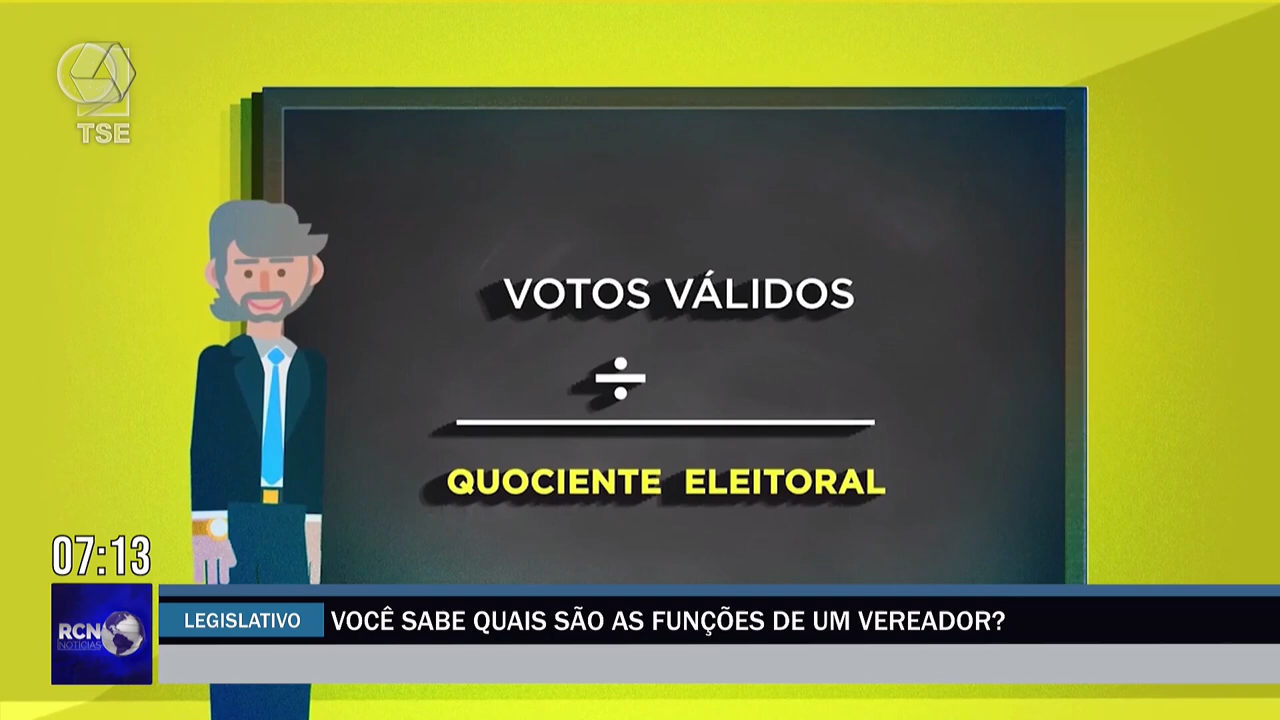 TSE
VOTOS VÁLIDOS
÷
QUOCIENTE ELEITORAL
07:13
RCN
NOTÍCIAS
LEGISLATIVO
VOCÊ SABE QUAIS SÃO AS FUNÇÕES DE UM VEREADOR?